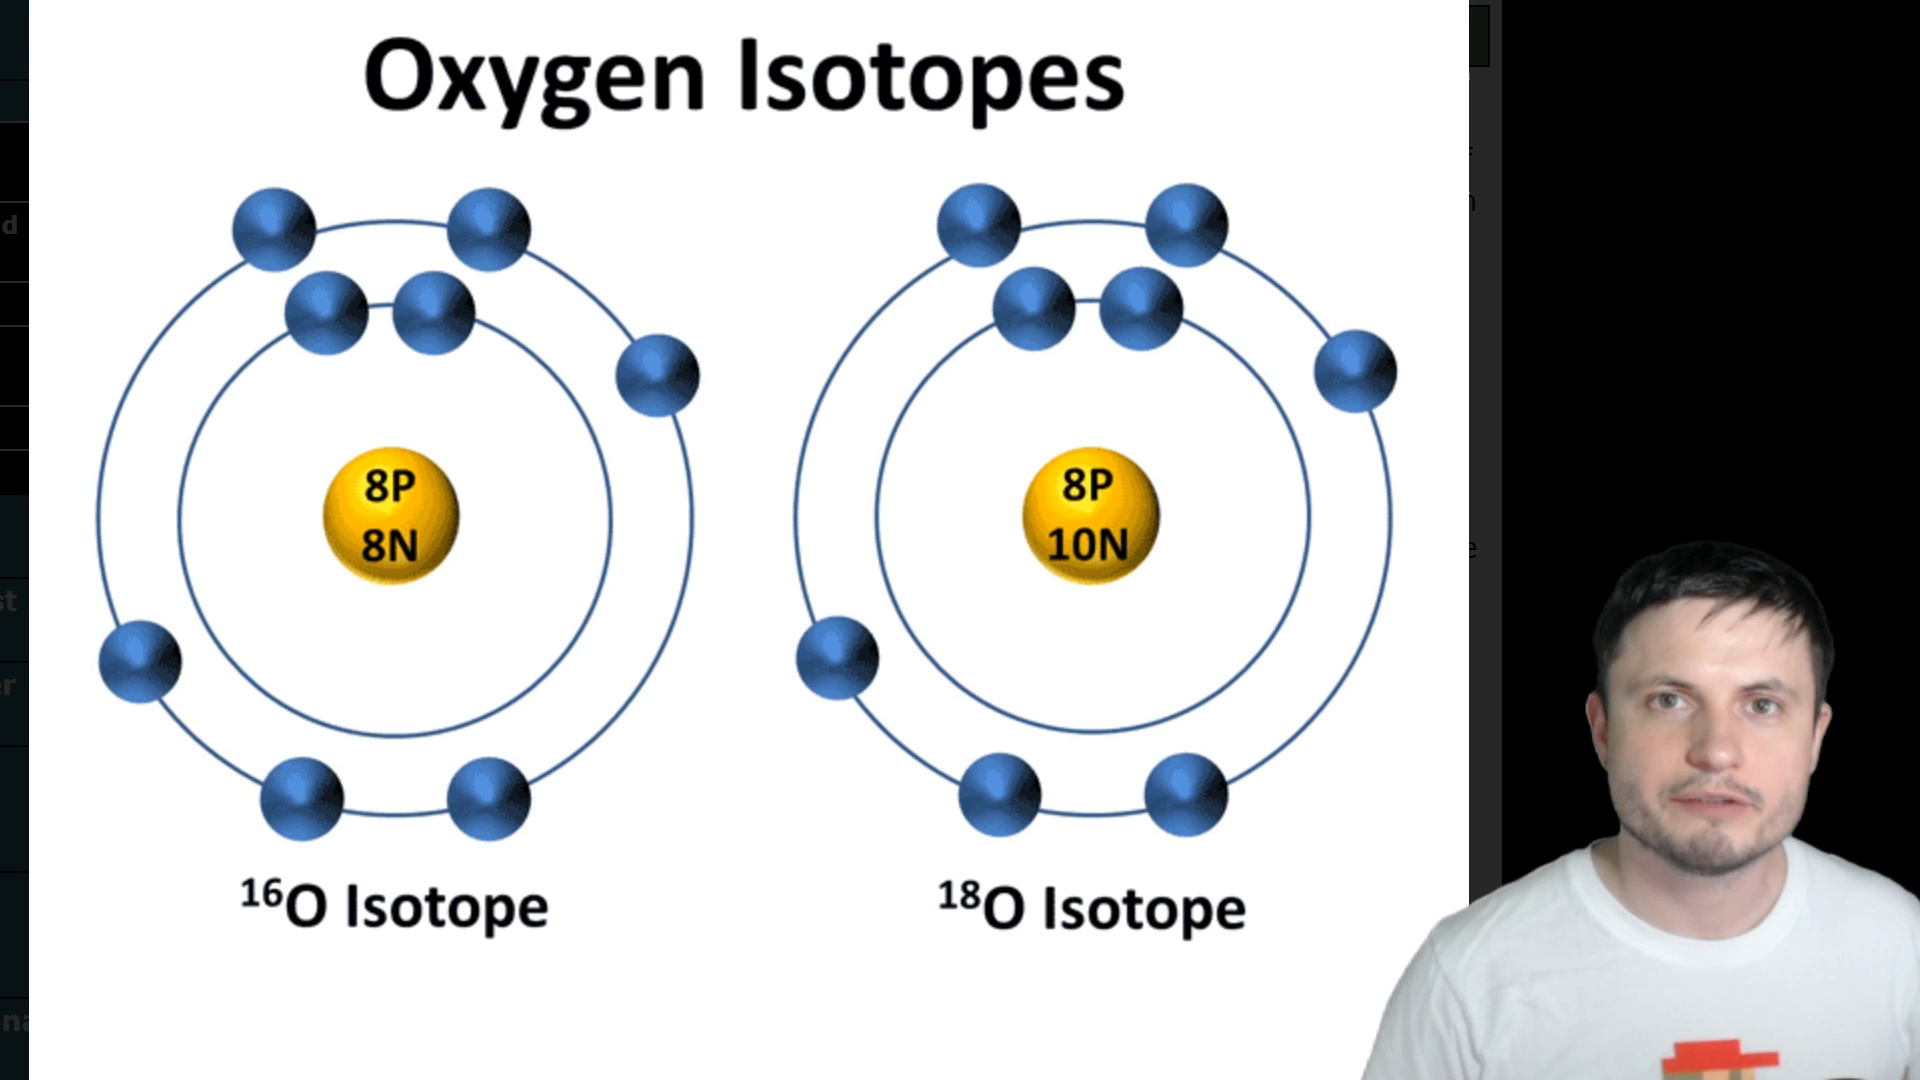 Oxygen Isotopes
8P
8N
8P
10N
¹⁶O Isotope
¹⁸O Isotope